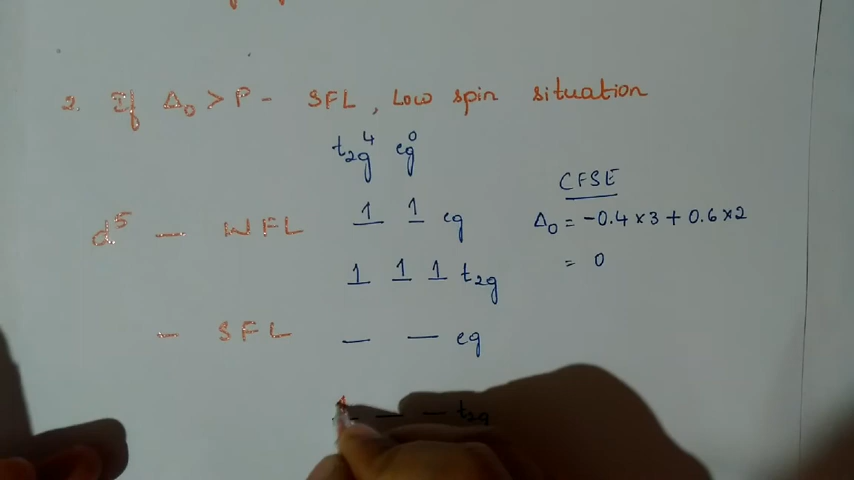 2. If Δ₀ > P - SFL, Low spin situation
t₂g⁴ eg⁰
CFSE
d⁵ — WFL 1 1 eg
Δ₀ = -0.4 x 3 + 0.6 x 2
= 0
1 1 1 t₂g
- SFL — — eg
1 — — t₂g